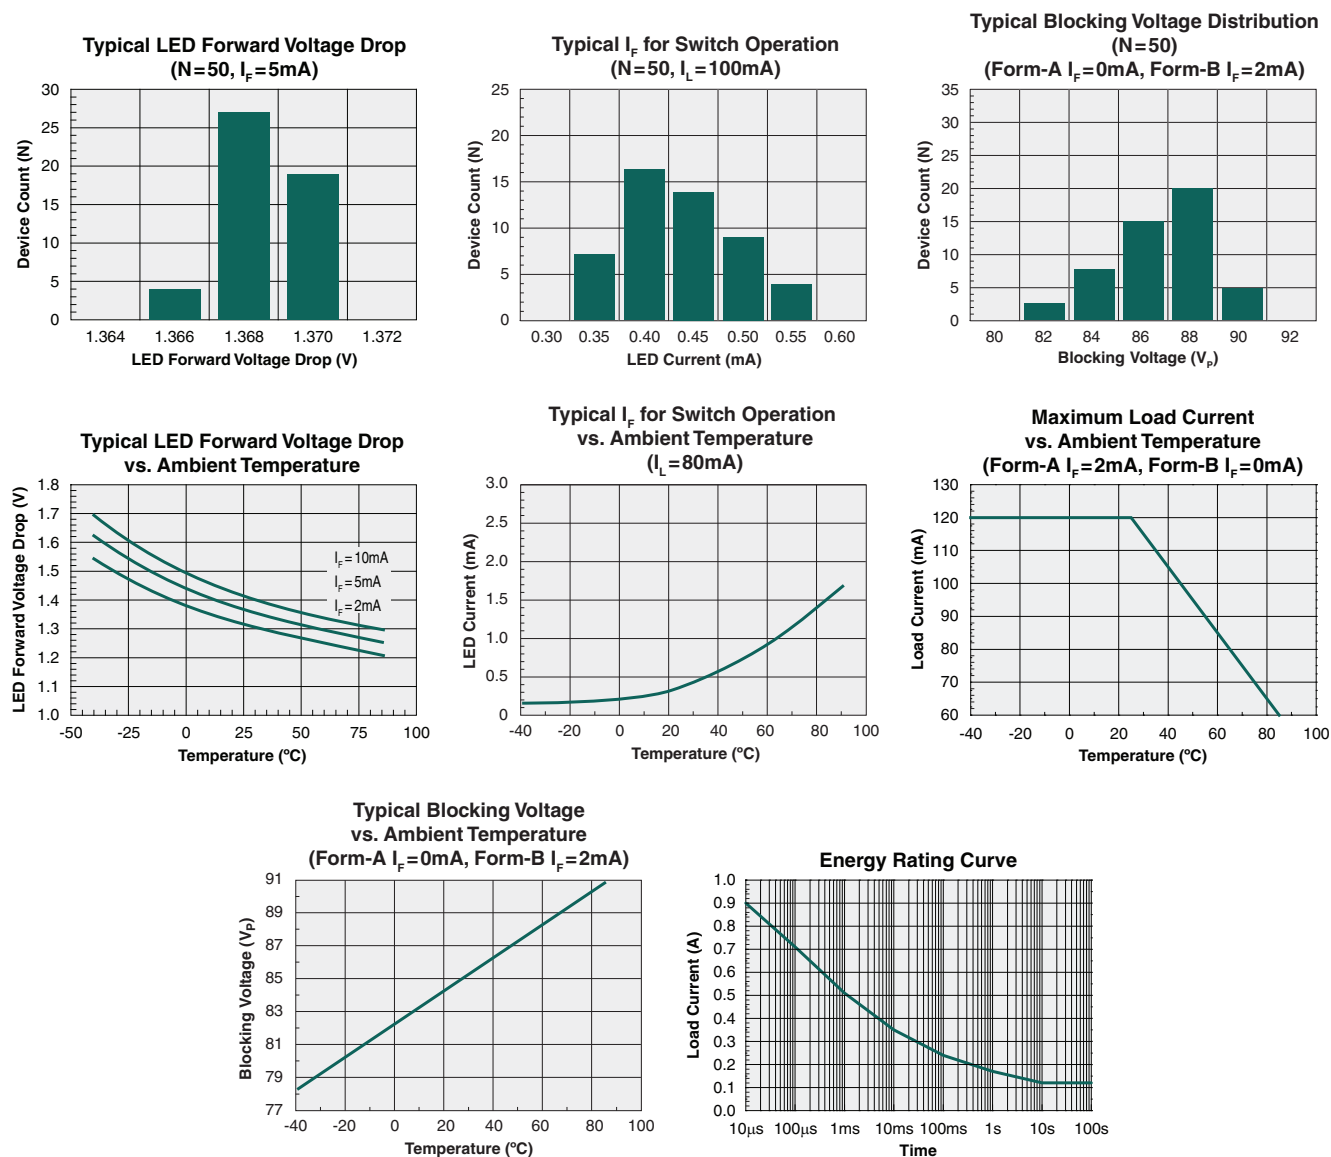 Typical LED Forward Voltage Drop
(N=50, IF=5mA)
Device Count (N)
30
25
20
15
10
5
0
1.364 1.366 1.368 1.370 1.372
LED Forward Voltage Drop (V)
Typical IF for Switch Operation
(N=50, IL=100mA)
Device Count (N)
25
20
15
10
5
0
0.30 0.35 0.40 0.45 0.50 0.55 0.60
LED Current (mA)
Typical Blocking Voltage Distribution
(N=50)
(Form-A IF=0mA, Form-B IF=2mA)
Device Count (N)
35
30
25
20
15
10
5
0
80 82 84 86 88 90 92
Blocking Voltage (VP)
Typical LED Forward Voltage Drop
vs. Ambient Temperature
LED Forward Voltage Drop (V)
1.8
1.7
1.6
1.5
1.4
1.3
1.2
1.1
1.0
IF=10mA
IF=5mA
IF=2mA
-50 -25 0 25 50 75 100
Temperature (ºC)
Typical IF for Switch Operation
vs. Ambient Temperature
(IL=80mA)
LED Current (mA)
3.0
2.5
2.0
1.5
1.0
0.5
0
-40 -20 0 20 40 60 80 100
Temperature (ºC)
Maximum Load Current
vs. Ambient Temperature
(Form-A IF=2mA, Form-B IF=0mA)
Load Current (mA)
130
120
110
100
90
80
70
60
-40 -20 0 20 40 60 80 100
Temperature (ºC)
Typical Blocking Voltage
vs. Ambient Temperature
(Form-A IF=0mA, Form-B IF=2mA)
Blocking Voltage (VP)
91
89
87
85
83
81
79
77
-40 -20 0 20 40 60 80 100
Temperature (ºC)
Energy Rating Curve
Load Current (A)
1.0
0.9
0.8
0.7
0.6
0.5
0.4
0.3
0.2
0.1
0.0
10μs 100μs 1ms 10ms 100ms 1s 10s 100s
Time